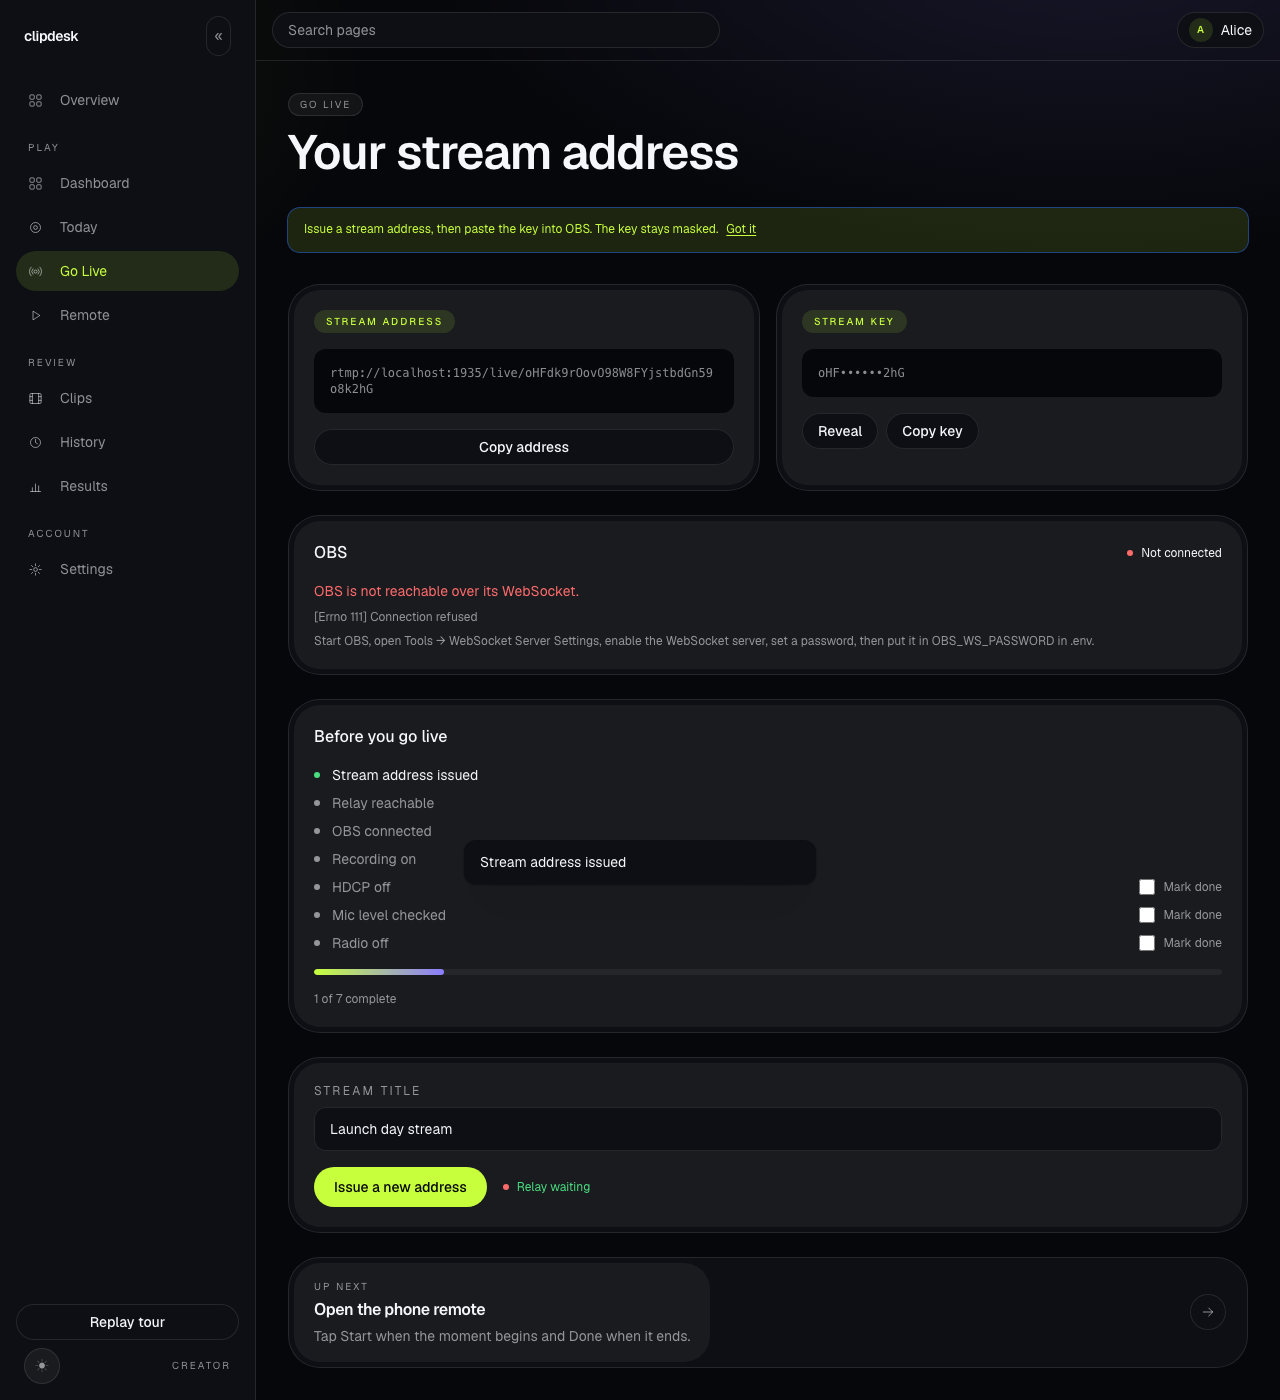 clipdesk
«
Search pages
A Alice
Overview
PLAY
Dashboard
Today
Go Live
Remote
REVIEW
Clips
History
Results
ACCOUNT
Settings
Replay tour
CREATOR
GO LIVE
Your stream address
Issue a stream address, then paste the key into OBS. The key stays masked. Got it
STREAM ADDRESS
rtmp://localhost:1935/live/oHFdk9rOovO98W8FYjstbdGn59
o8k2hG
Copy address
STREAM KEY
oHF••••••2hG
Reveal Copy key
OBS
Not connected
OBS is not reachable over its WebSocket.
[Errno 111] Connection refused
Start OBS, open Tools → WebSocket Server Settings, enable the WebSocket server, set a password, then put it in OBS_WS_PASSWORD in .env.
Before you go live
Stream address issued
Relay reachable
OBS connected
Recording on
Stream address issued
HDCP off Mark done
Mic level checked Mark done
Radio off Mark done
1 of 7 complete
STREAM TITLE
Launch day stream
Issue a new address Relay waiting
UP NEXT
Open the phone remote
Tap Start when the moment begins and Done when it ends.
→